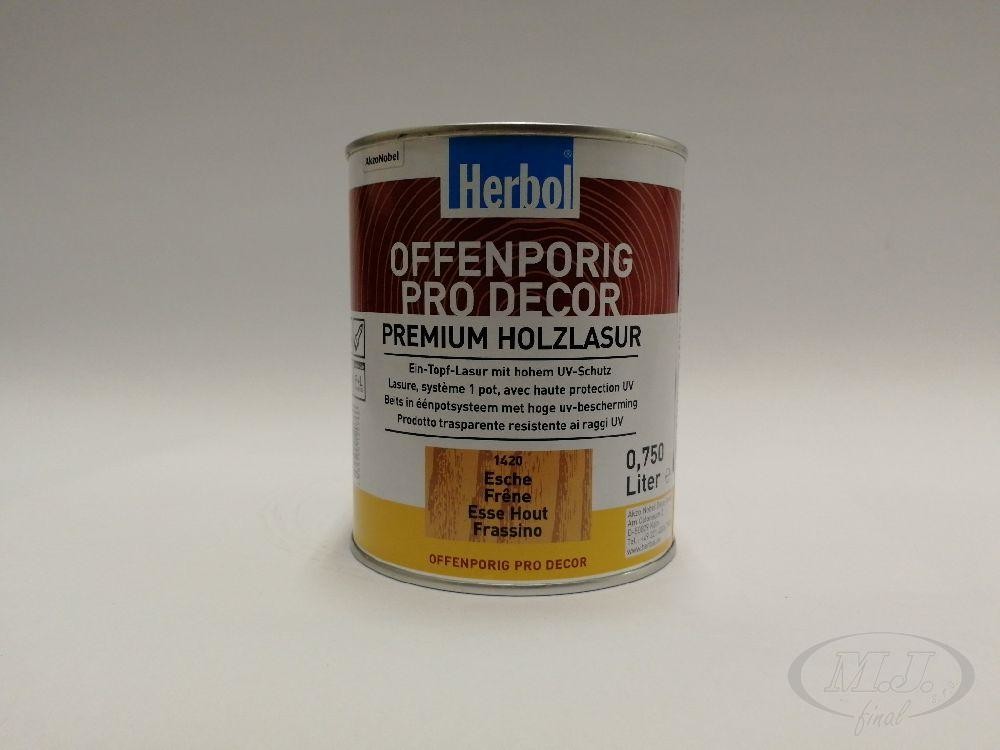 AkzoNobel
Herbol®
OFFENPORIG
PRO DECOR
PREMIUM HOLZLASUR
Ein-Topf-Lasur mit hohem UV-Schutz
Lasure, système 1 pot, avec haute protection UV
Beits in éénpotsysteem met hoge uv-bescherming
Prodotto trasparente resistente ai raggi UV
1420
Esche
Frêne
Esse Hout
Frassino
0,750
Liter
Akzo Nobel
OFFENPORIG PRO DECOR
M.J.
final